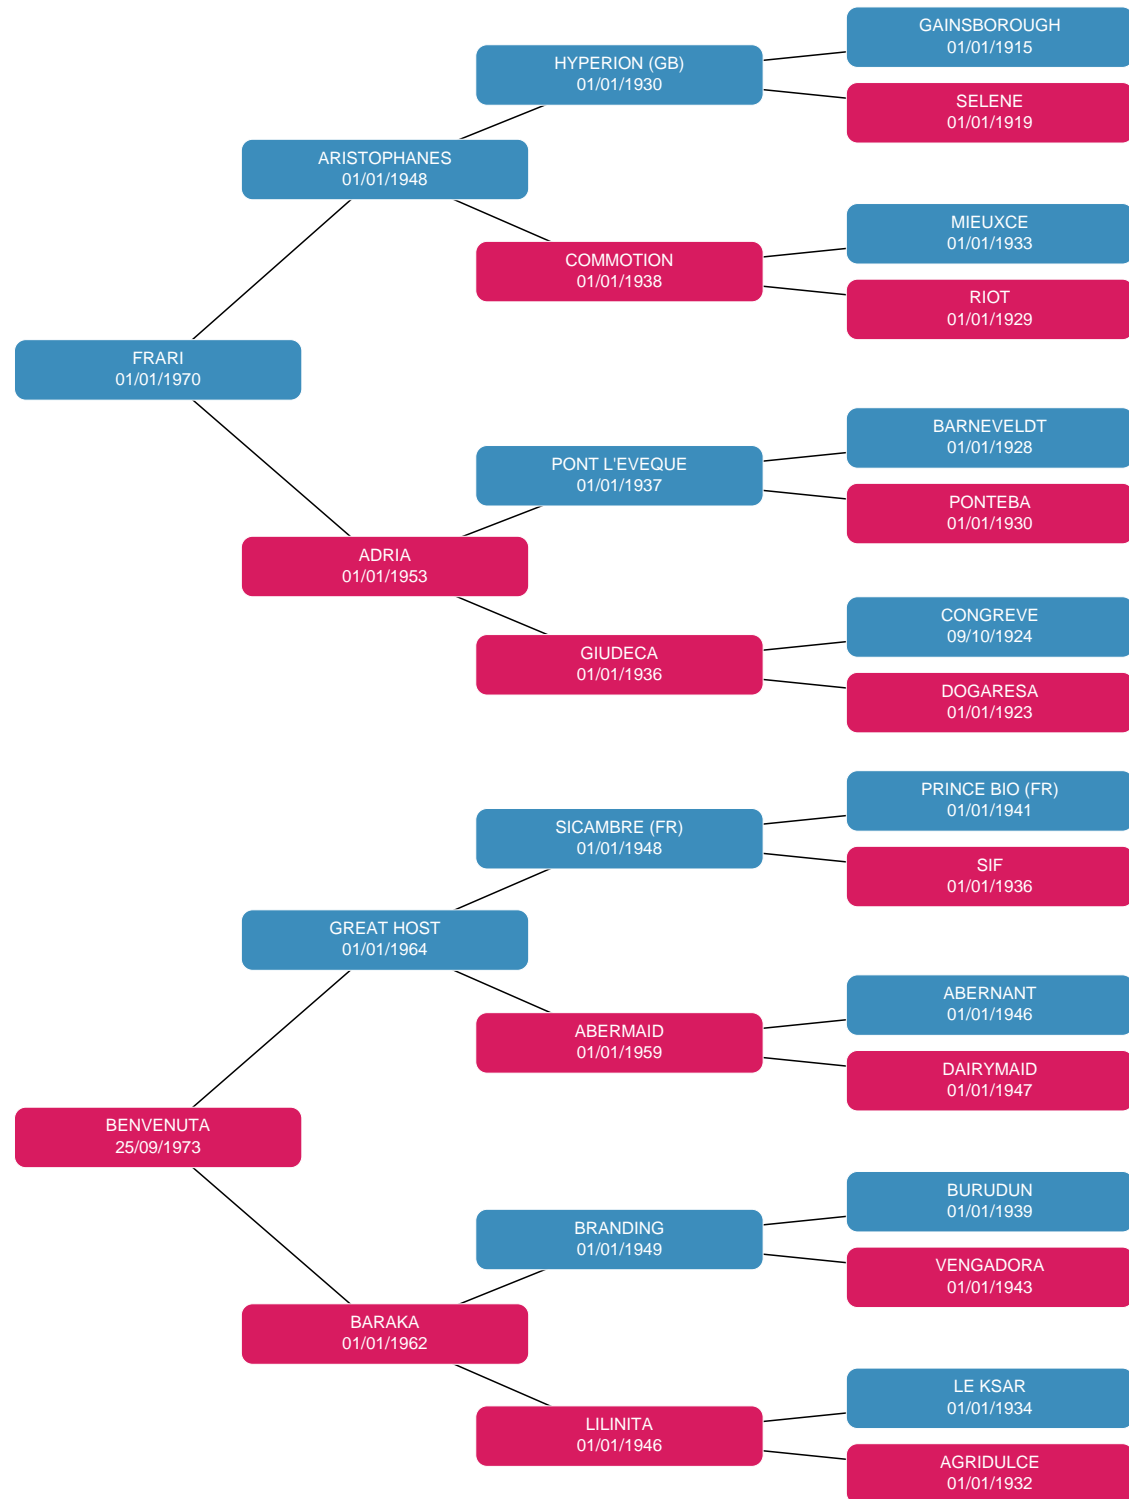 GAINSBOROUGH
01/01/1915
HYPERION (GB)
01/01/1930
SELENE
01/01/1919
ARISTOPHANES
01/01/1948
MIEUXCE
01/01/1933
COMMOTION
01/01/1938
RIOT
01/01/1929
FRARI
01/01/1970
BARNEVELDT
01/01/1928
PONT L'EVEQUE
01/01/1937
PONTEBA
01/01/1930
ADRIA
01/01/1953
CONGREVE
09/10/1924
GIUDECA
01/01/1936
DOGARESA
01/01/1923
PRINCE BIO (FR)
01/01/1941
SICAMBRE (FR)
01/01/1948
SIF
01/01/1936
GREAT HOST
01/01/1964
ABERNANT
01/01/1946
ABERMAID
01/01/1959
DAIRYMAID
01/01/1947
BENVENUTA
25/09/1973
BURUDUN
01/01/1939
BRANDING
01/01/1949
VENGADORA
01/01/1943
BARAKA
01/01/1962
LE KSAR
01/01/1934
LILINITA
01/01/1946
AGRIDULCE
01/01/1932